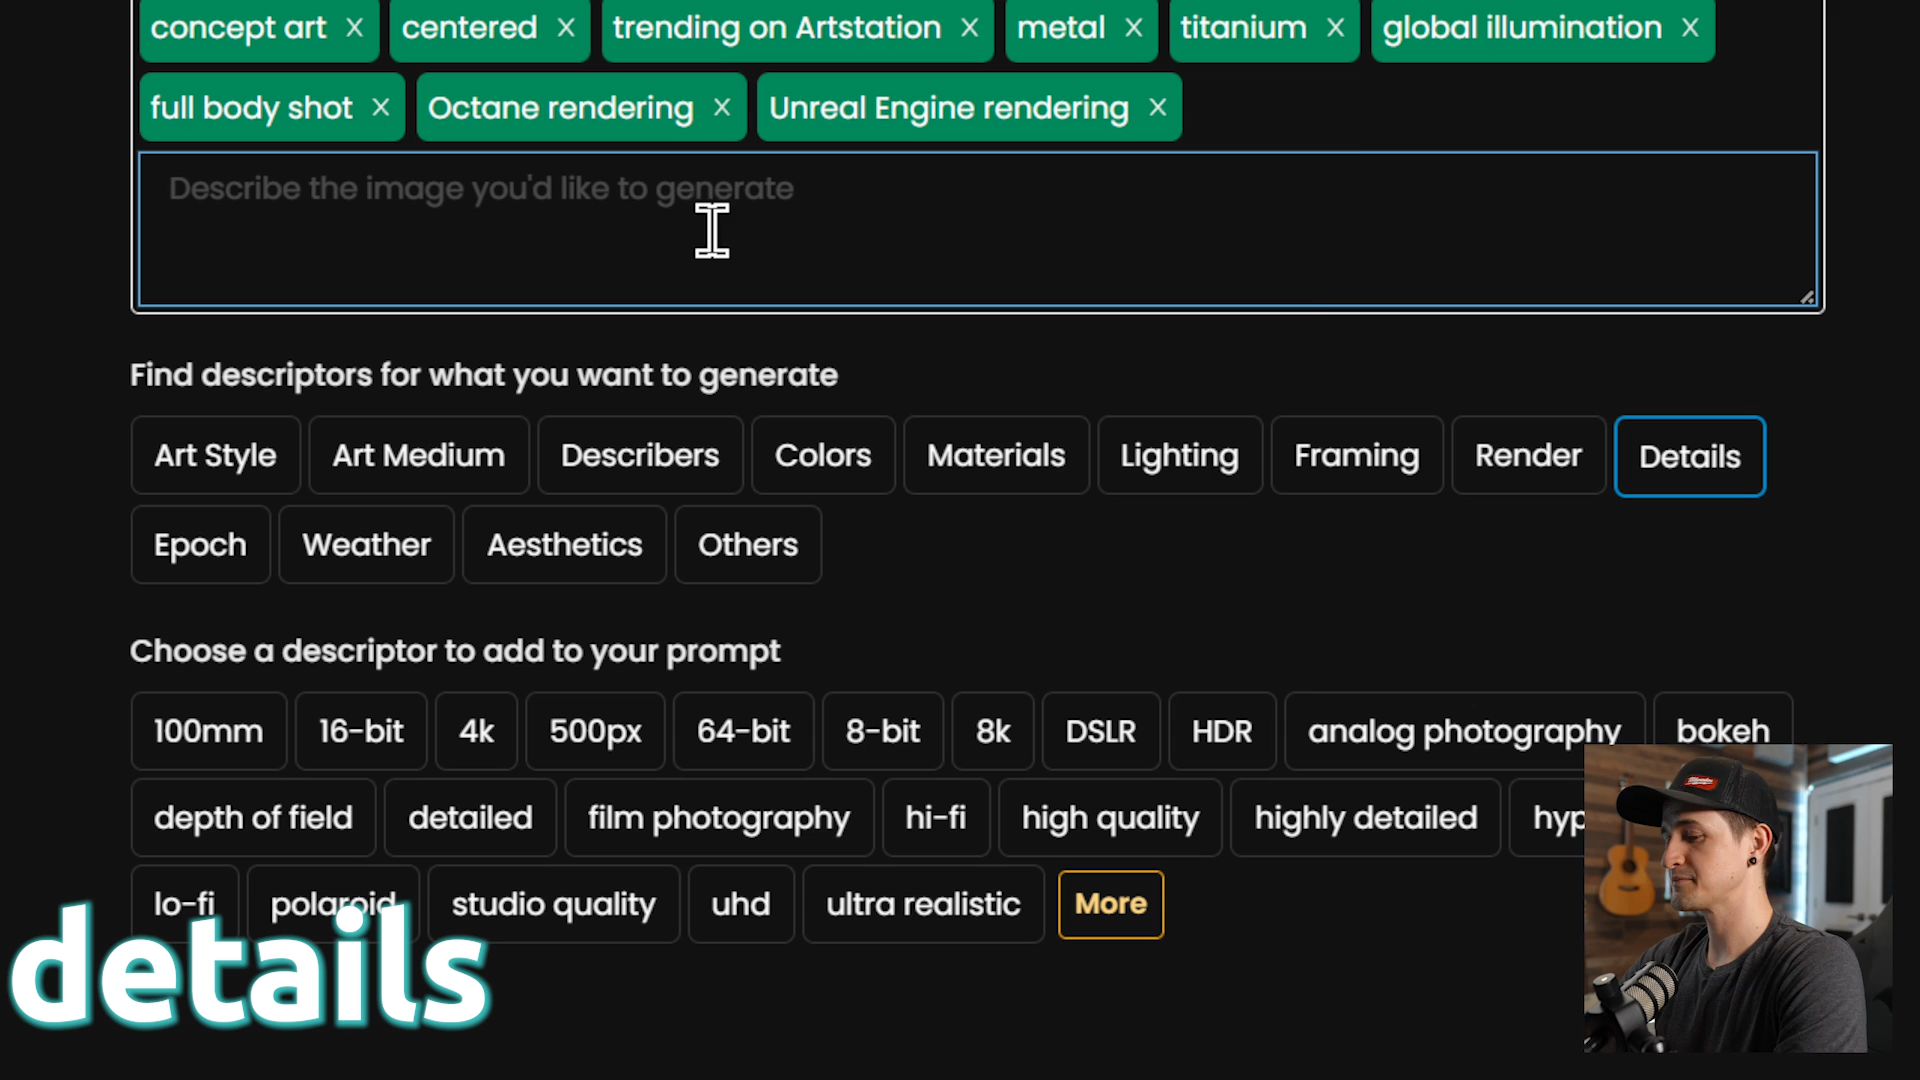 concept art X centered X trending on Artstation X metal X titanium X global illumination X
full body shot X Octane rendering X Unreal Engine rendering X
Describe the image you'd like to generate
Find descriptors for what you want to generate
Art Style Art Medium Describers Colors Materials Lighting Framing Render Details
Epoch Weather Aesthetics Others
Choose a descriptor to add to your prompt
100mm 16-bit 4k 500px 64-bit 8-bit 8k DSLR HDR analog photography bokeh
depth of field detailed film photography hi-fi high quality highly detailed hyp
lo-fi polaroid studio quality uhd ultra realistic More
details